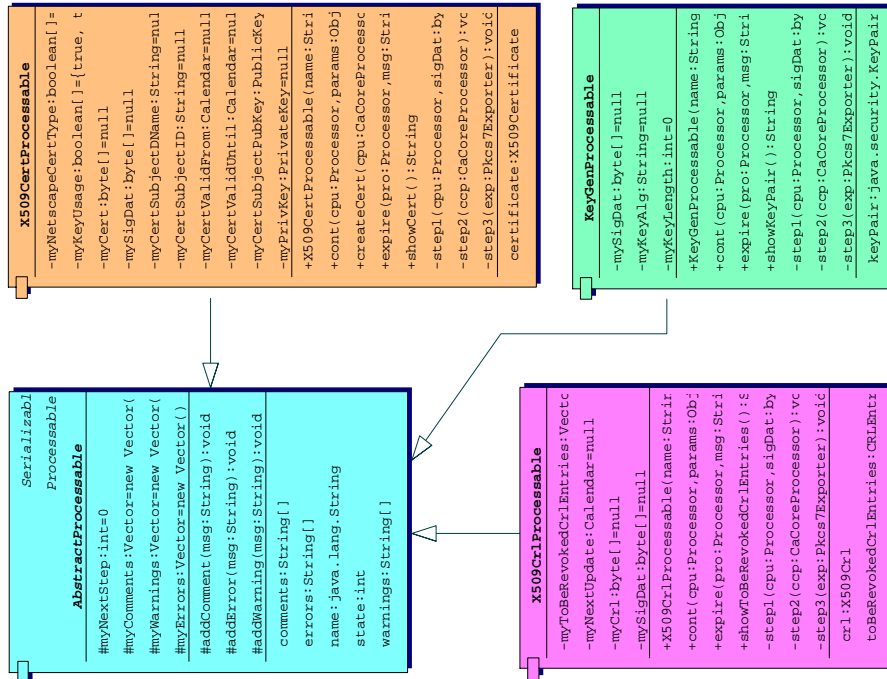 X509CertProcessable
-myNetscapeCertType:boolean[]=
-myKeyUsage:boolean[]={true, t
-myCert:byte[]=null
-mySigDat:byte[]=null
-myCertSubjectDName:String=nul
-myCertSubjectID:String=null
-myCertValidFrom:Calendar=null
-myCertValidUntil:Calendar=nul
-myCertSubjectPubKey:PublicKey
-myPrivKey:PrivateKey=null
+X509CertProcessable(name:Stri
+cont(cpu:Processor,params:Obj
+createCert(cpu:CaCoreProcesso
+expire(pro:Processor,msg:Stri
+showCert():String
-step1(cpu:Processor,sigDat:by
-step2(ccp:CaCoreProcessor):vo
-step3(exp:Pkcs7Exporter):void
certificate:X509Certificate
KeyGenProcessable
-mySigDat:byte[]=null
-myKeyAlg:String=null
-myKeyLength:int=0
+KeyGenProcessable(name:String
+cont(cpu:Processor,params:Obj
+expire(pro:Processor,msg:Stri
+showKeyPair():String
-step1(cpu:Processor,sigDat:by
-step2(ccp:CaCoreProcessor):vo
-step3(exp:Pkcs7Exporter):void
keyPair:java.security.KeyPair
Serializabl
Processable
AbstractProcessable
#myNextStep:int=0
#myComments:Vector=new Vector(
#myWarnings:Vector=new Vector(
#myErrors:Vector=new Vector()
#addComment(msg:String):void
#addError(msg:String):void
#addWarning(msg:String):void
comments:String[]
errors:String[]
name:java.lang.String
state:int
warnings:String[]
X509CrlProcessable
-myToBeRevokedCrlEntries:Vecto
-myNextUpdate:Calendar=null
-myCrl:byte[]=null
-mySigDat:byte[]=null
+X509CrlProcessable(name:Strin
+cont(cpu:Processor,params:Obj
+expire(pro:Processor,msg:Stri
+showToBeRevokedCrlEntries():S
-step1(cpu:Processor,sigDat:by
-step2(ccp:CaCoreProcessor):vo
-step3(exp:Pkcs7Exporter):void
crl:X509Crl
toBeRevokedCrlEntries:CRLEntr